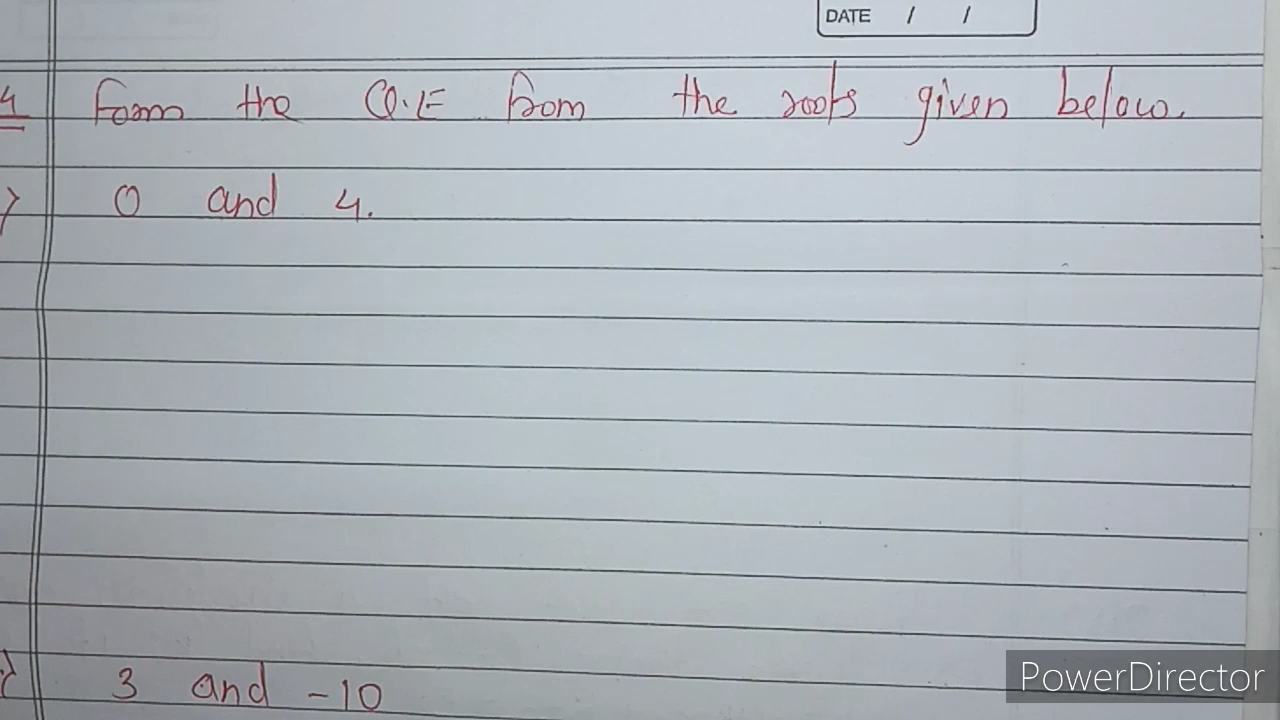 DATE / /
4 Form the Q.E from the roots given below.
0 and 4.
3 and -10
PowerDirector